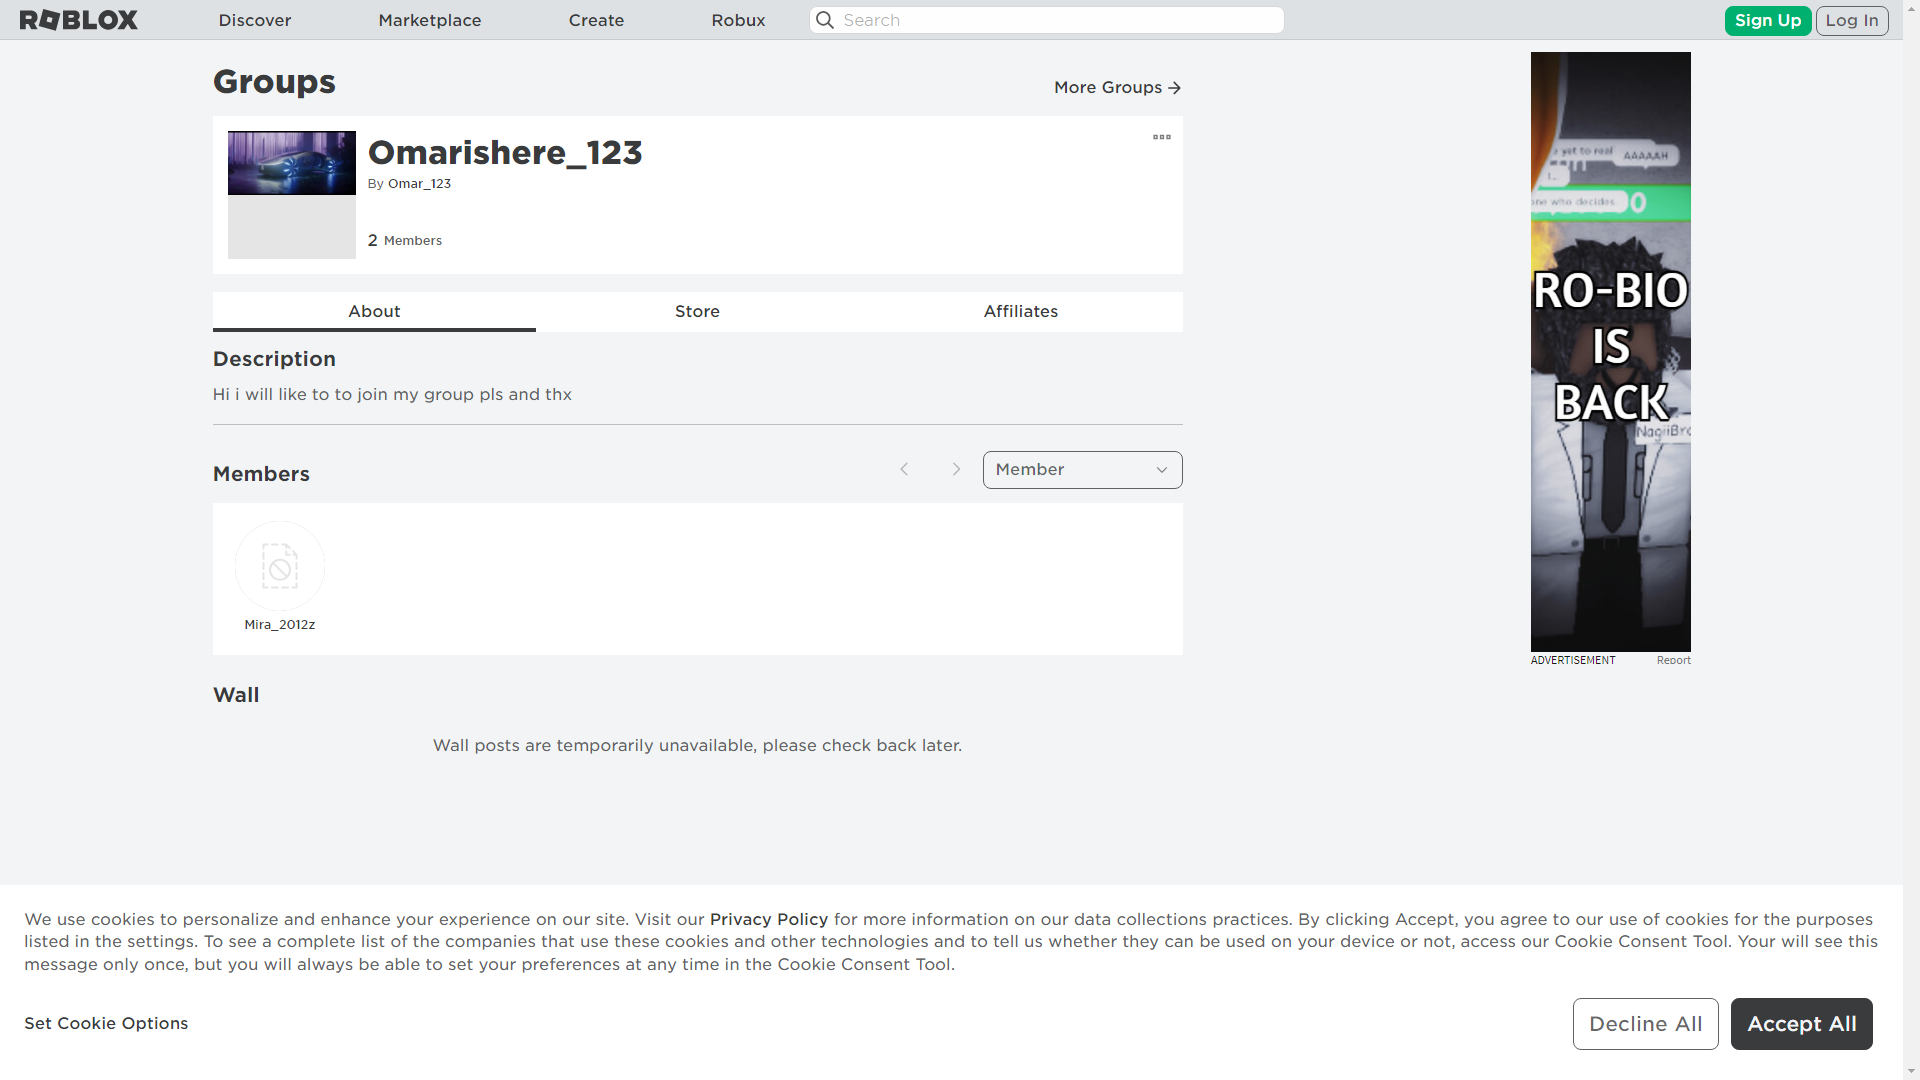 ROBLOX Discover Marketplace Create Robux Search Sign Up Log In
Groups
More Groups
Omarishere_123
By Omar_123
2 Members
About Store Affiliates
Description
Hi i will like to to join my group pls and thx
Members
Member
Mira_2012z
Wall
Wall posts are temporarily unavailable, please check back later.
yet to real
AAAAAH
I...
one who decides.
RO-BIO
IS
BACK
ADVERTISEMENT Report
We use cookies to personalize and enhance your experience on our site. Visit our Privacy Policy for more information on our data collections practices. By clicking Accept, you agree to our use of cookies for the purposes
listed in the settings. To see a complete list of the companies that use these cookies and other technologies and to tell us whether they can be used on your device or not, access our Cookie Consent Tool. Your will see this
message only once, but you will always be able to set your preferences at any time in the Cookie Consent Tool.
Set Cookie Options
Decline All
Accept All